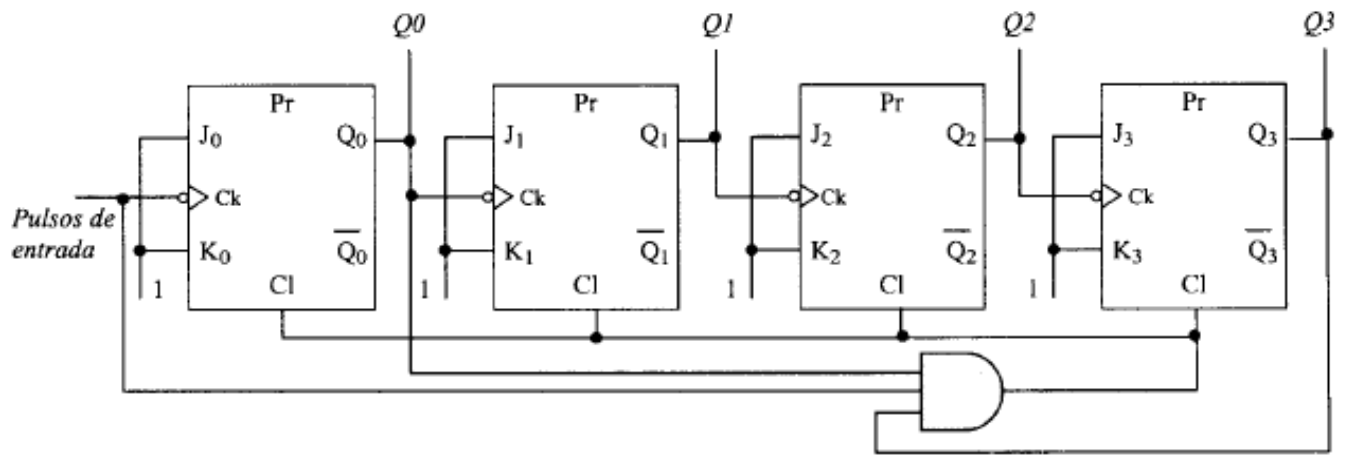 Q0 Q1 Q2 Q3
Pr Pr Pr Pr
J₀ Q₀ J₁ Q₁ J₂ Q₂ J₃ Q₃
Ck Ck Ck Ck
Pulsos de
entrada
K₀ Q̅₀ K₁ Q̅₁ K₂ Q̅₂ K₃ Q̅₃
1 Cl 1 Cl 1 Cl 1 Cl